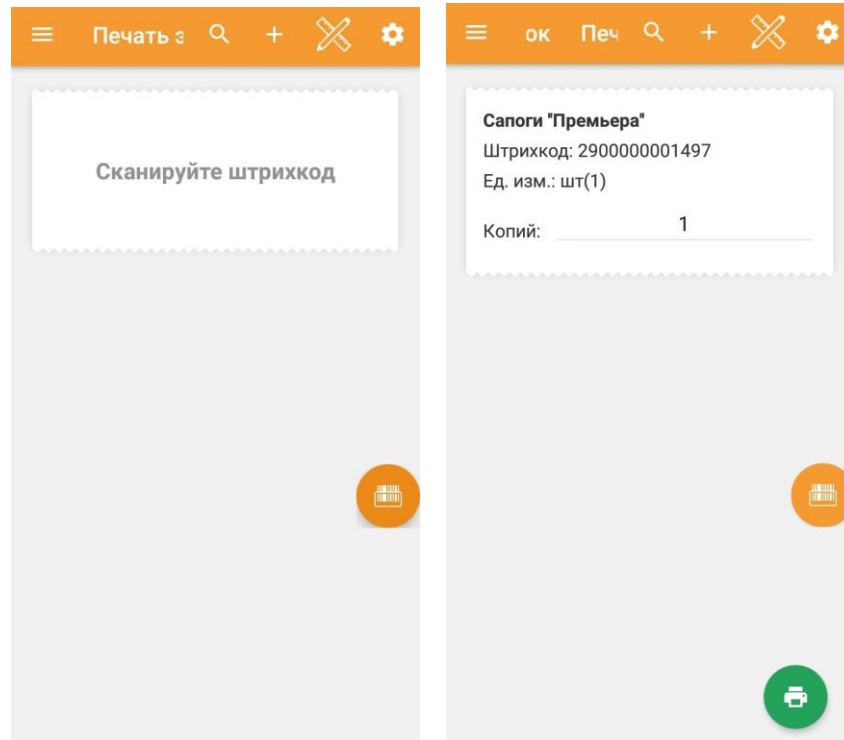 Печать э
Сканируйте штрихкод
ок Печ
Сапоги "Премьера"
Штрихкод: 2900000001497
Ед. изм.: шт(1)
Копий: 1